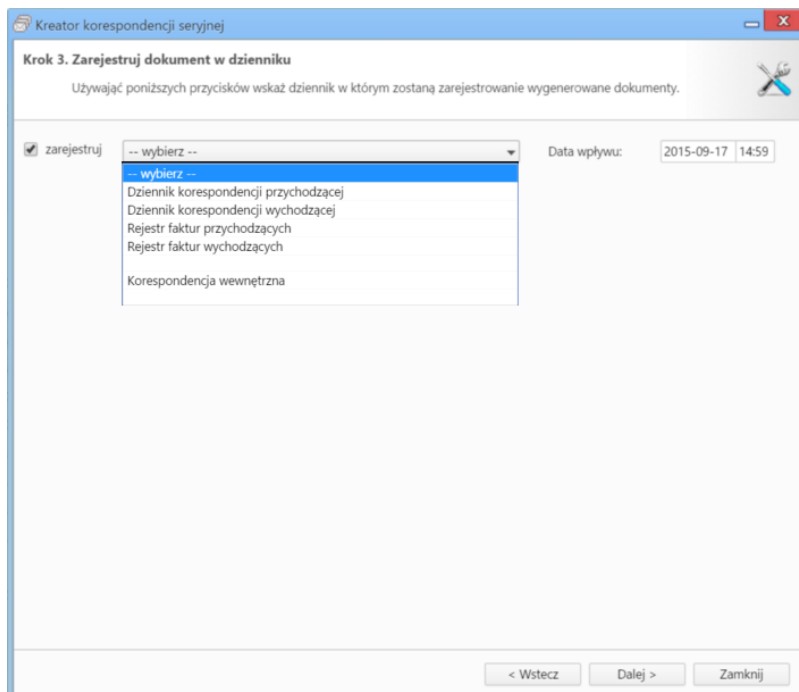 Kreator korespondencji seryjnej
Krok 3. Zarejestruj dokument w dzienniku
Używając poniższych przycisków wskaż dziennik w którym zostaną zarejestrowanie wygenerowane dokumenty.
zarejestruj -- wybierz -- Data wpływu: 2015-09-17 14:59
-- wybierz --
Dziennik korespondencji przychodzącej
Dziennik korespondencji wychodzącej
Rejestr faktur przychodzących
Rejestr faktur wychodzących
Korespondencja wewnętrzna
< Wstecz Dalej > Zamknij